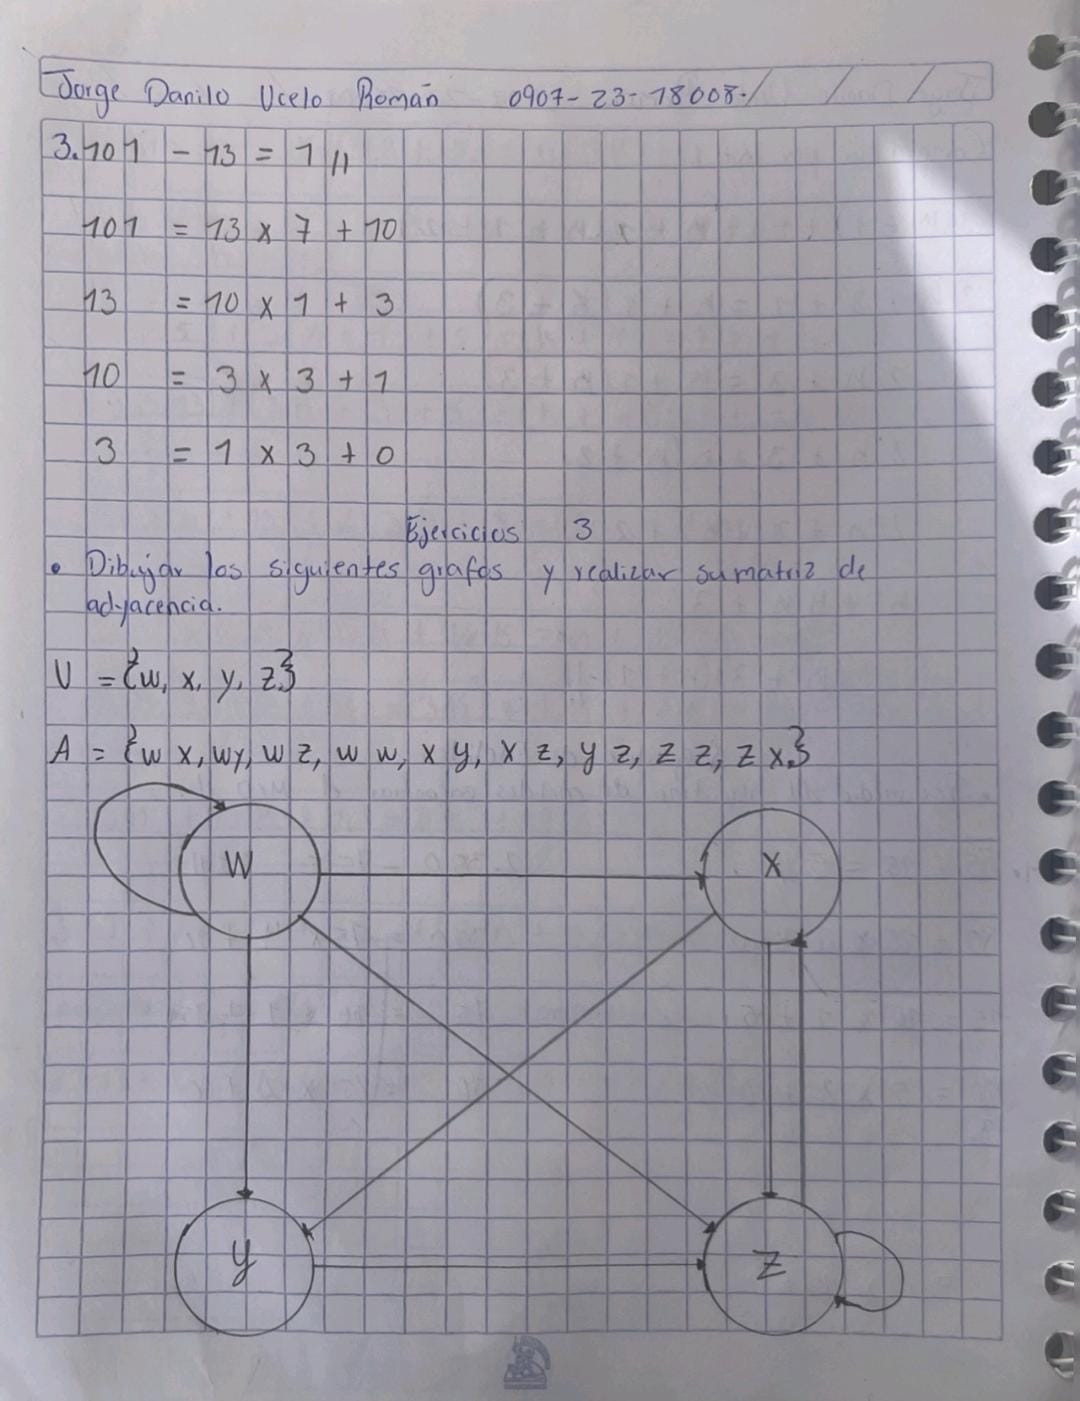 Jorge Danilo Ucelo Román 0907-23-18008.
3. 101 - 13 = 1 //
101 = 13 x 7 + 10
13 = 10 x 1 + 3
10 = 3 x 3 + 1
3 = 1 x 3 + 0
Ejercicios 3
• Dibujar los siguientes grafos y realizar su matriz de
adyacencia.
V = {w, x, y, z}
A = {w x, wy, w z, w w, x y, x z, y z, z z, z x}
W X
y z